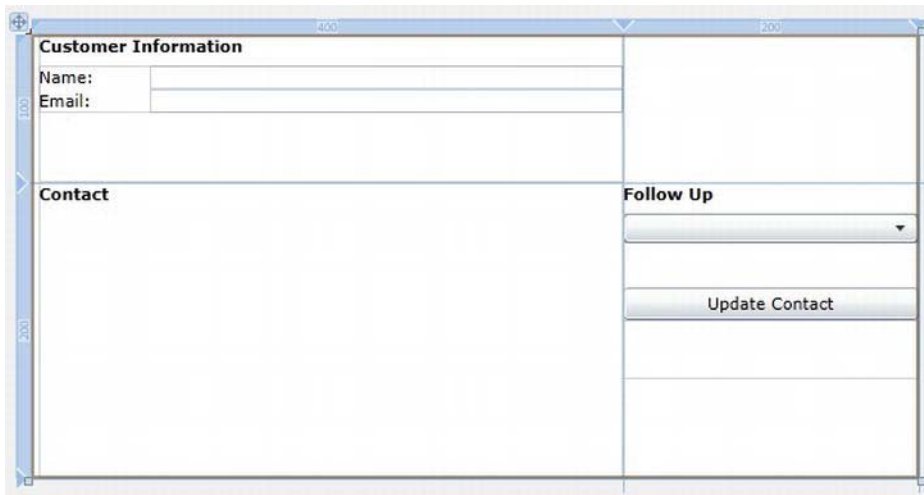 400
200
Customer Information
Name:
Email:
100
Contact
Follow Up
Update Contact
200